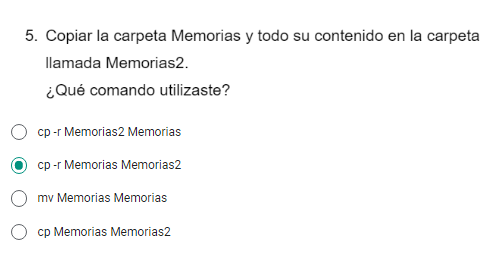 5. Copiar la carpeta Memorias y todo su contenido en la carpeta
llamada Memorias2.
¿Qué comando utilizaste?
cp -r Memorias2 Memorias
cp -r Memorias Memorias2
mv Memorias Memorias
cp Memorias Memorias2